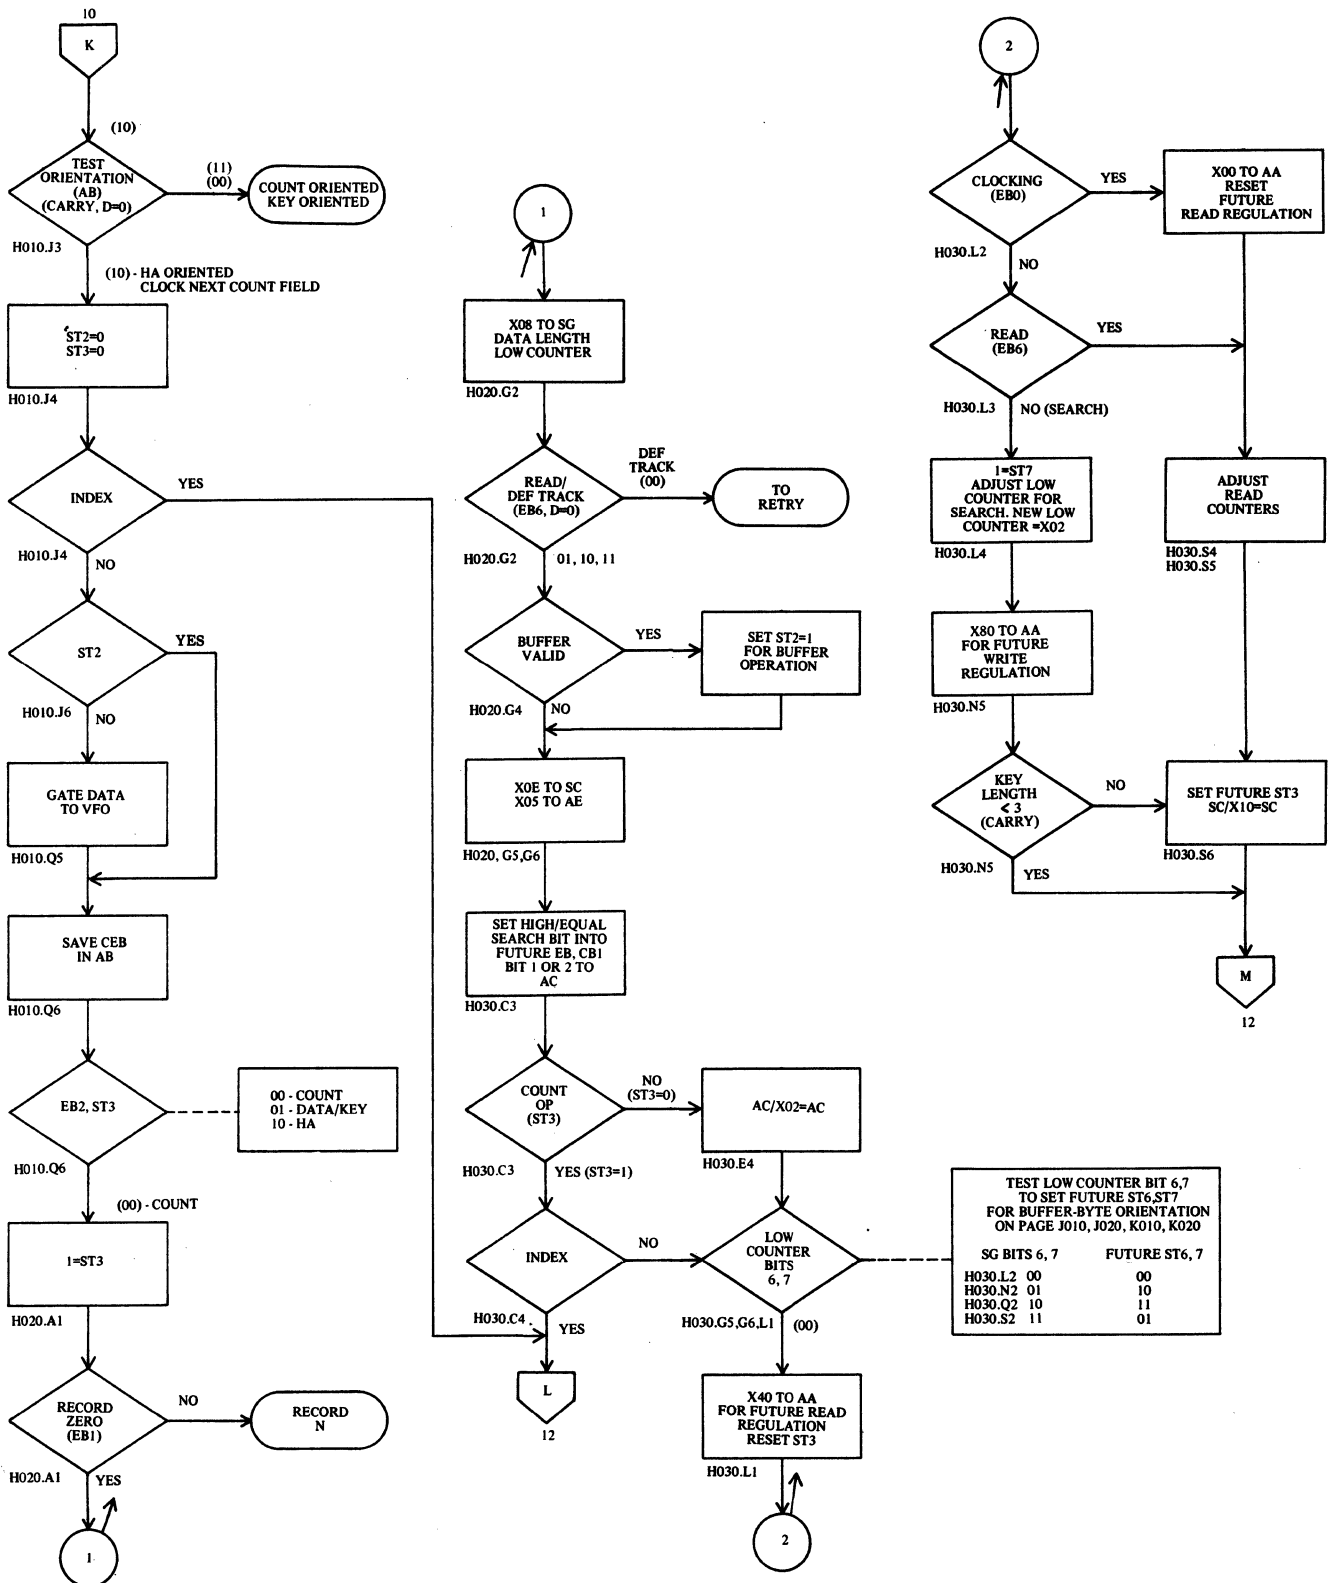 10
K
(10)
TEST
ORIENTATION
(AB)
(CARRY, D=0)
(11)
(00)
COUNT ORIENTED
KEY ORIENTED
H010.J3
(10) - HA ORIENTED
CLOCK NEXT COUNT FIELD
ST2=0
ST3=0
H010.J4
INDEX
YES
H010.J4
NO
ST2
YES
H010.J6
NO
GATE DATA
TO VFO
H010.Q5
SAVE CEB
IN AB
H010.Q6
EB2, ST3
00 - COUNT
01 - DATA/KEY
10 - HA
H010.Q6
(00) - COUNT
1=ST3
H020.A1
RECORD
ZERO
(EB1)
NO
RECORD
N
H020.A1
YES
1
1
X08 TO SG
DATA LENGTH
LOW COUNTER
H020.G2
READ/
DEF TRACK
(EB6, D=0)
DEF
TRACK
(00)
TO
RETRY
H020.G2
01, 10, 11
BUFFER
VALID
YES
SET ST2=1
FOR BUFFER
OPERATION
H020.G4
NO
X0E TO SC
X05 TO AE
H020, G5,G6
SET HIGH/EQUAL
SEARCH BIT INTO
FUTURE EB, CB1
BIT 1 OR 2 TO
AC
H030.C3
COUNT
OP
(ST3)
NO
(ST3=0)
AC/X02=AC
H030.E4
H030.C3
YES (ST3=1)
INDEX
NO
LOW
COUNTER
BITS
6, 7
TEST LOW COUNTER BIT 6,7
TO SET FUTURE ST6,ST7
FOR BUFFER-BYTE ORIENTATION
ON PAGE J010, J020, K010, K020
SG BITS 6, 7 FUTURE ST6, 7
H030.L2 00 00
H030.N2 01 10
H030.Q2 10 11
H030.S2 11 01
H030.C4
YES
H030.G5,G6,L1
(00)
L
12
X40 TO AA
FOR FUTURE READ
REGULATION
RESET ST3
H030.L1
2
2
CLOCKING
(EB0)
YES
X00 TO AA
RESET
FUTURE
READ REGULATION
H030.L2
NO
READ
(EB6)
YES
H030.L3
NO (SEARCH)
1=ST7
ADJUST LOW
COUNTER FOR
SEARCH. NEW LOW
COUNTER =X02
H030.L4
ADJUST
READ
COUNTERS
H030.S4
H030.S5
X80 TO AA
FOR FUTURE
WRITE
REGULATION
H030.N5
KEY
LENGTH
< 3
(CARRY)
NO
SET FUTURE ST3
SC/X10=SC
H030.S6
H030.N5
YES
M
12